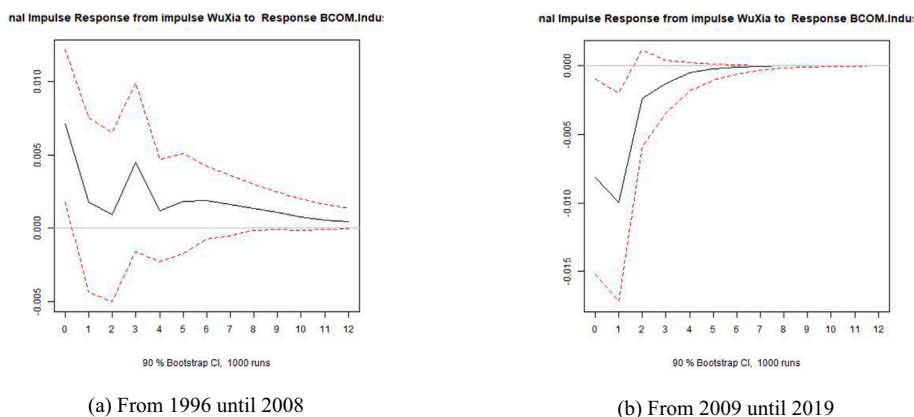 nal Impulse Response from impulse WuXia to Response BCOM.Indus
0.010
0.005
0.000
-0.005
0 1 2 3 4 5 6 7 8 9 10 11 12
90 % Bootstrap CI, 1000 runs
(a) From 1996 until 2008
nal Impulse Response from impulse WuXia to Response BCOM.Indus
0.000
-0.005
-0.010
-0.015
0 1 2 3 4 5 6 7 8 9 10 11 12
90 % Bootstrap CI, 1000 runs
(b) From 2009 until 2019